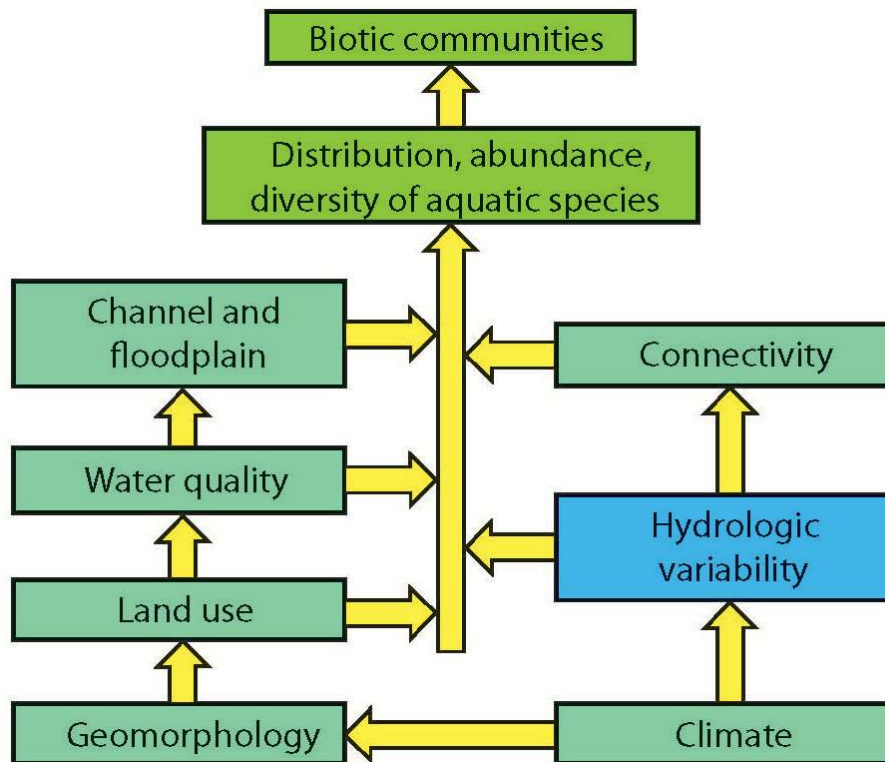 Biotic communities
Distribution, abundance,
diversity of aquatic species
Channel and
floodplain
Connectivity
Water quality
Hydrologic
variability
Land use
Geomorphology
Climate